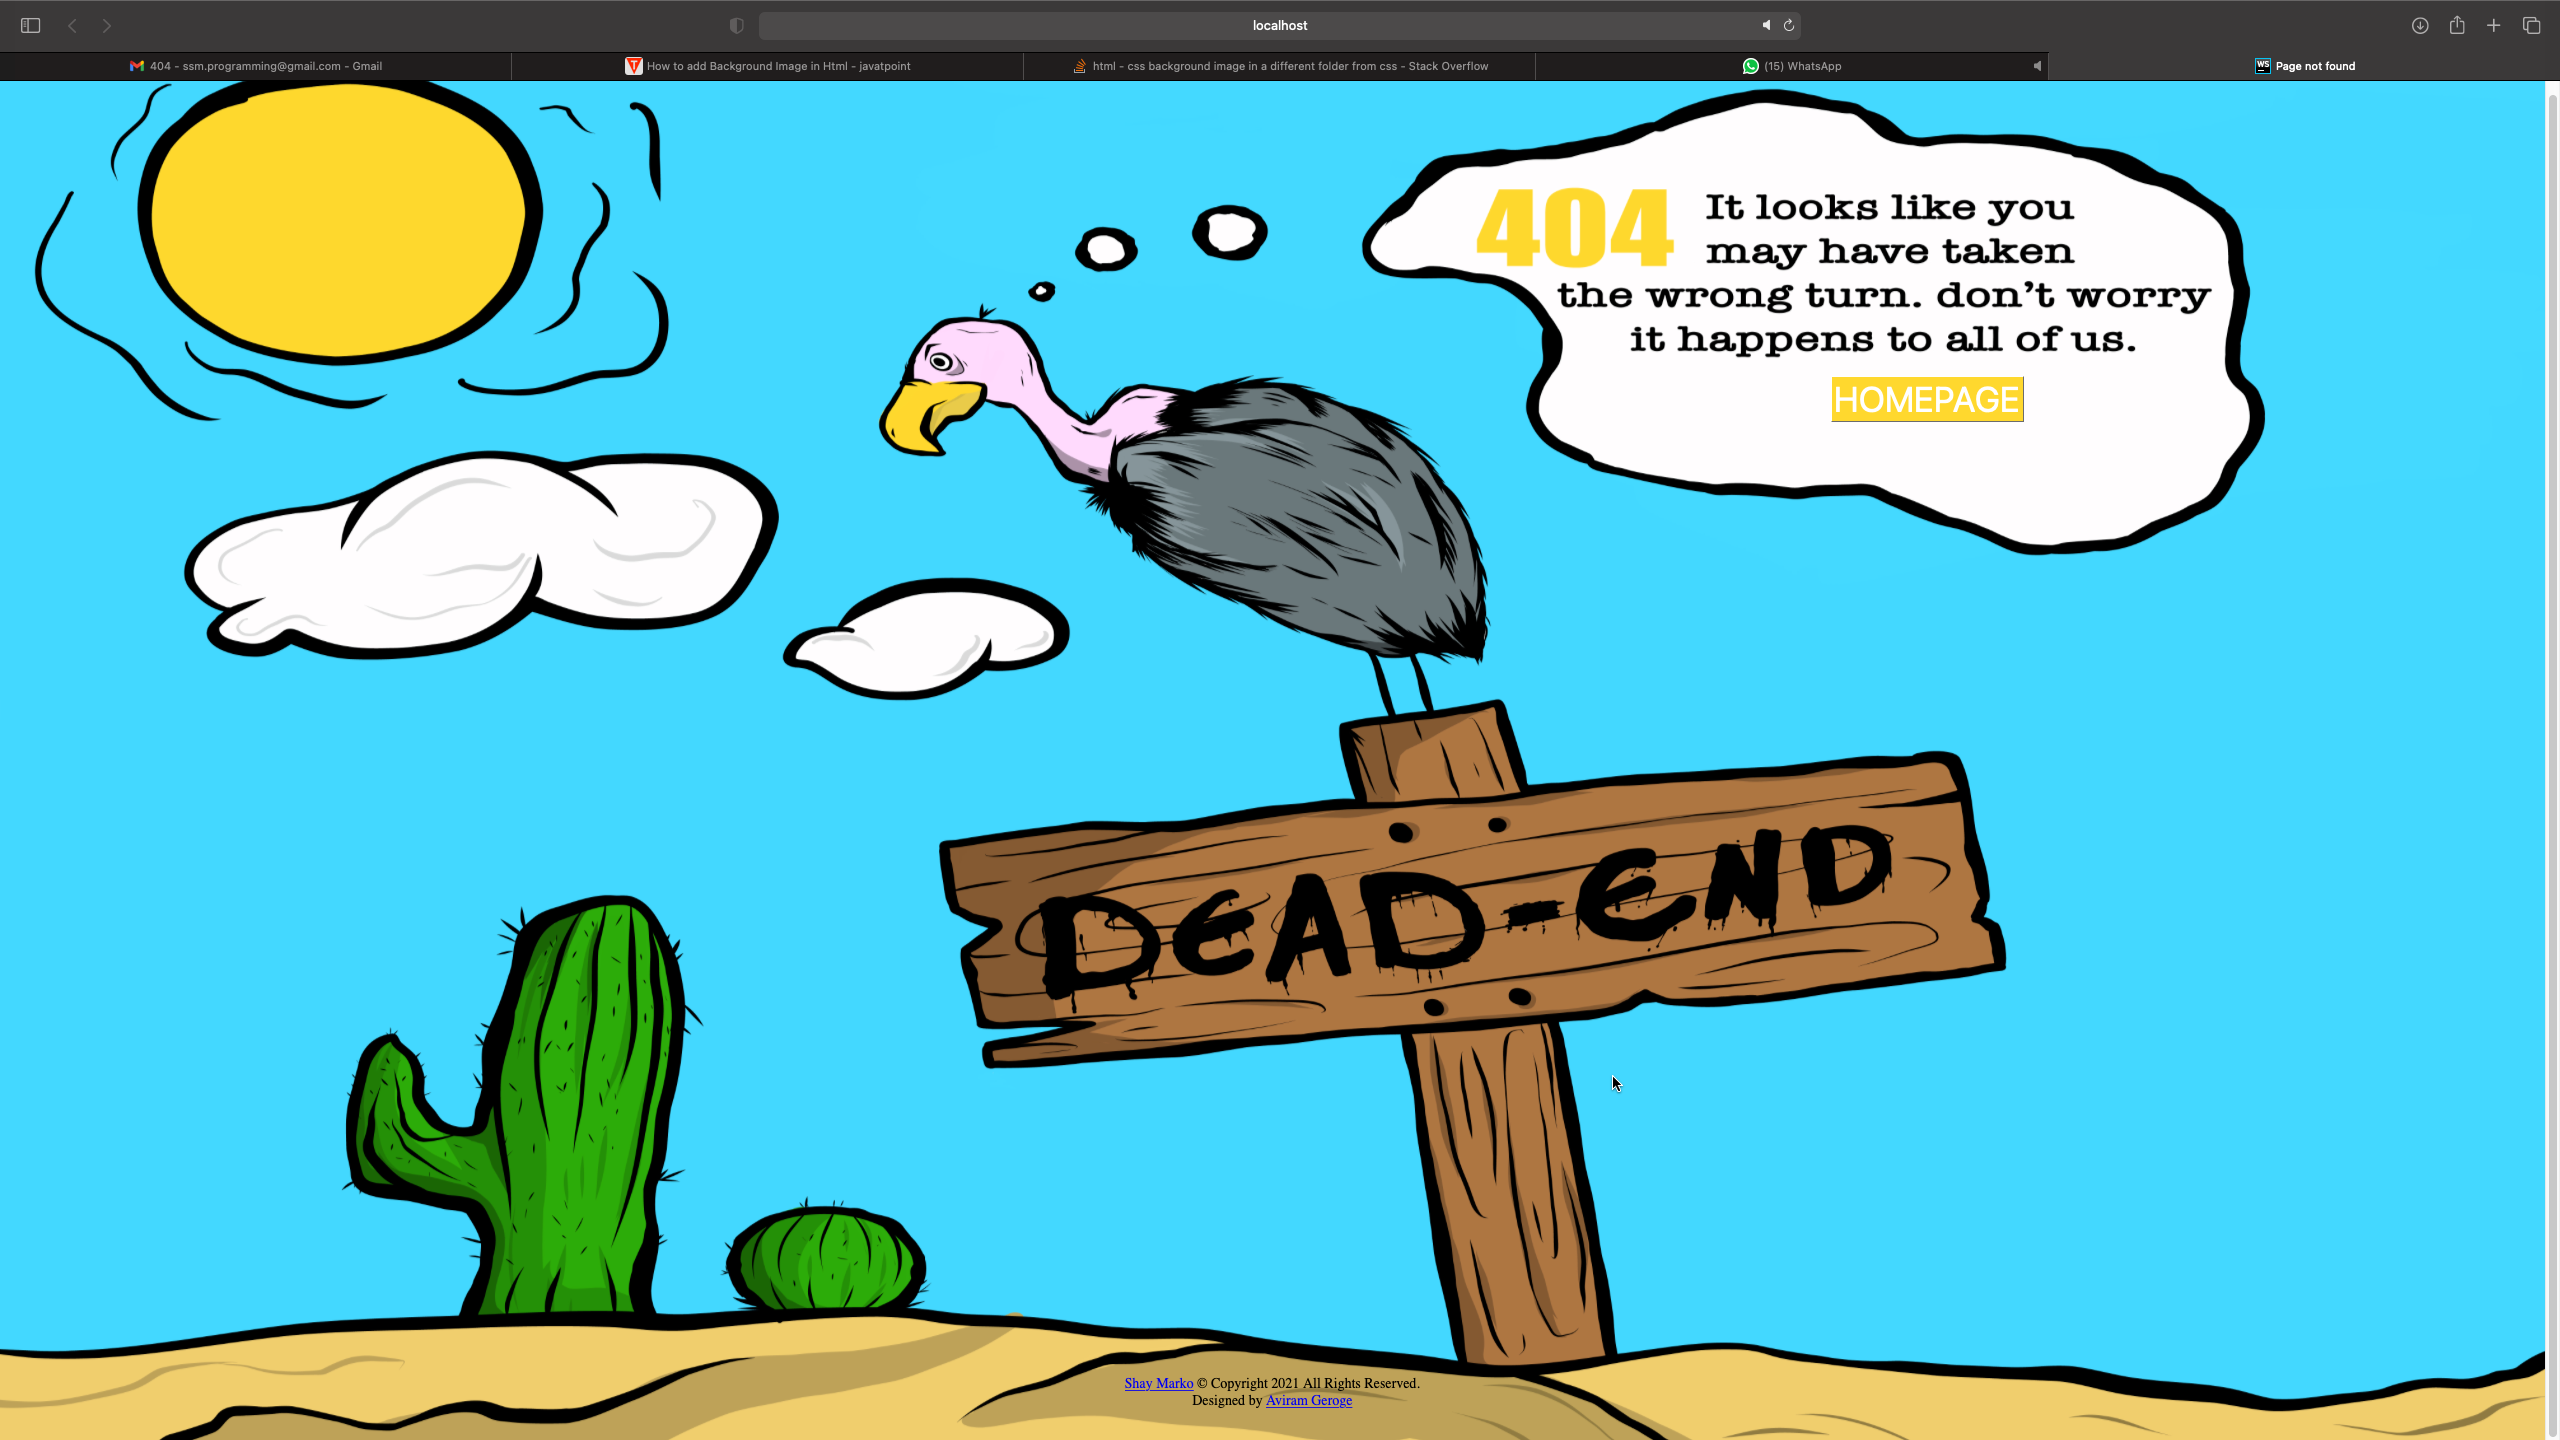 localhost
404 - ssm.programming@gmail.com - Gmail
How to add Background Image in Html - javatpoint
html - css background image in a different folder from css - Stack Overflow
(15) WhatsApp
WS
Page not found
404 It looks like you
may have taken
the wrong turn. don't worry
it happens to all of us.
HOMEPAGE
DEAD-END
Shay Marko © Copyright 2021 All Rights Reserved.
Designed by Aviram Geroge